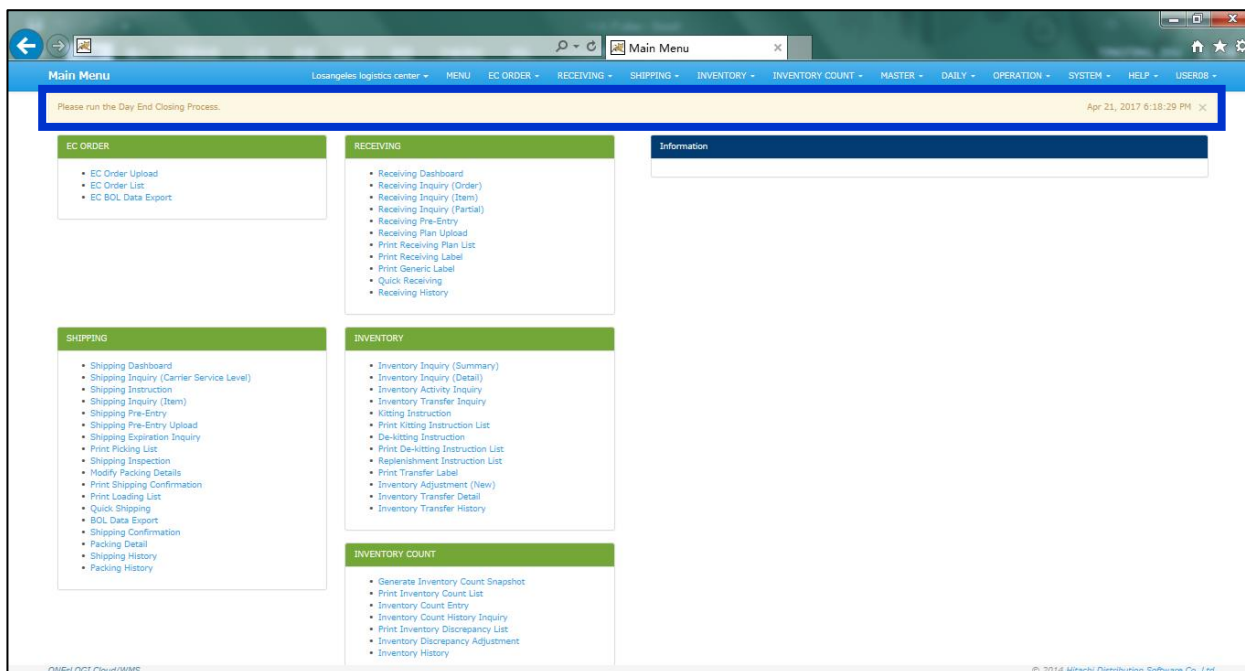 Main Menu
Main Menu Losangeles logistics center MENU EC ORDER RECEIVING SHIPPING INVENTORY INVENTORY COUNT MASTER DAILY OPERATION SYSTEM HELP USER08
Please run the Day End Closing Process. Apr 21, 2017 6:18:29 PM
EC ORDER
EC Order Upload
EC Order List
EC BOL Data Export
RECEIVING
Receiving Dashboard
Receiving Inquiry (Order)
Receiving Inquiry (Item)
Receiving Inquiry (Partial)
Receiving Pre-Entry
Receiving Plan Upload
Print Receiving Plan List
Print Receiving Label
Print Generic Label
Quick Receiving
Receiving History
Information
SHIPPING
Shipping Dashboard
Shipping Inquiry (Carrier Service Level)
Shipping Instruction
Shipping Inquiry (Item)
Shipping Pre-Entry
Shipping Pre-Entry Upload
Shipping Expiration Inquiry
Print Picking List
Shipping Inspection
Modify Packing Details
Print Shipping Confirmation
Print Loading List
Quick Shipping
BOL Data Export
Shipping Confirmation
Packing Detail
Shipping History
Packing History
INVENTORY
Inventory Inquiry (Summary)
Inventory Inquiry (Detail)
Inventory Activity Inquiry
Inventory Transfer Inquiry
Kitting Instruction
Print Kitting Instruction List
De-kitting Instruction
Print De-kitting Instruction List
Replenishment Instruction List
Print Transfer Label
Inventory Adjustment (New)
Inventory Transfer Detail
Inventory Transfer History
INVENTORY COUNT
Generate Inventory Count Snapshot
Print Inventory Count List
Inventory Count Entry
Inventory Count History Inquiry
Print Inventory Discrepancy List
Inventory Discrepancy Adjustment
Inventory History
ONEsLOGI Cloud/WMS © 2014 Hitachi Distribution Software Co., Ltd.